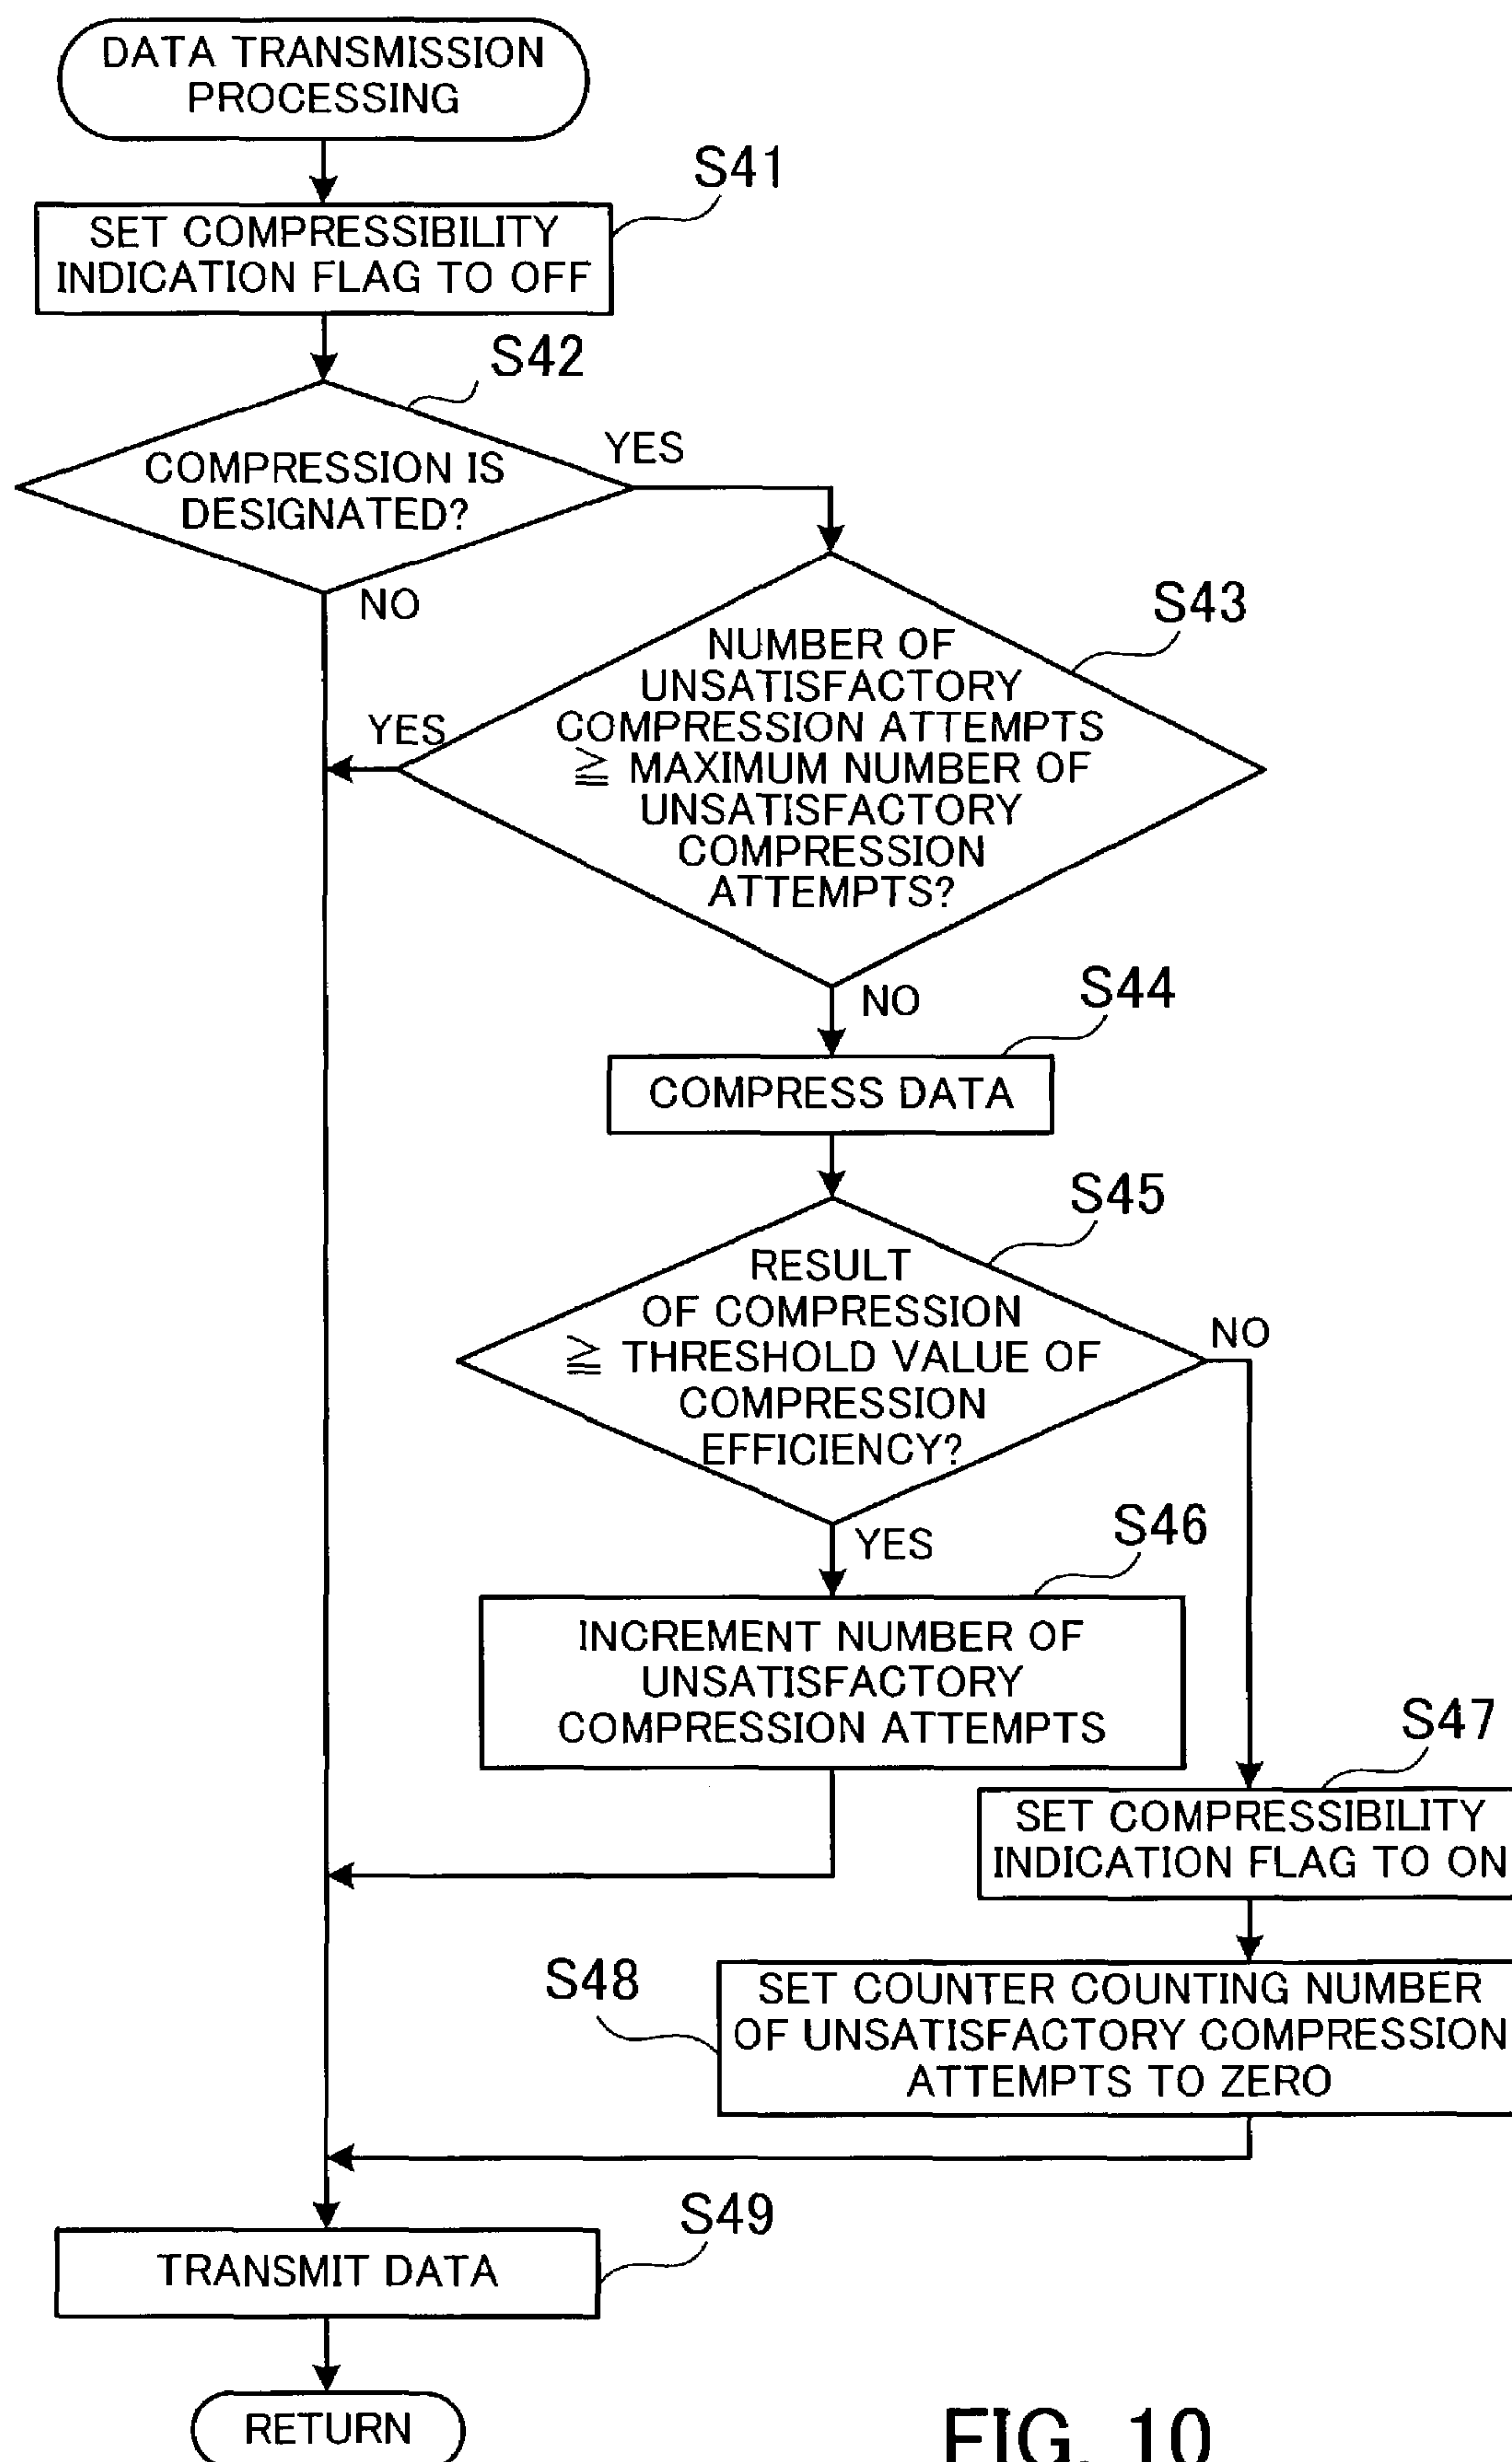 DATA TRANSMISSION
PROCESSING
S41
SET COMPRESSIBILITY
INDICATION FLAG TO OFF
S42
COMPRESSION IS
DESIGNATED?
YES
NO
S43
NUMBER OF
UNSATISFACTORY
COMPRESSION ATTEMPTS
≧ MAXIMUM NUMBER OF
UNSATISFACTORY
COMPRESSION
ATTEMPTS?
YES
NO
S44
COMPRESS DATA
S45
RESULT
OF COMPRESSION
≧ THRESHOLD VALUE OF
COMPRESSION
EFFICIENCY?
NO
YES
S46
INCREMENT NUMBER OF
UNSATISFACTORY
COMPRESSION ATTEMPTS
S47
SET COMPRESSIBILITY
INDICATION FLAG TO ON
S48
SET COUNTER COUNTING NUMBER
OF UNSATISFACTORY COMPRESSION
ATTEMPTS TO ZERO
S49
TRANSMIT DATA
RETURN
FIG. 10